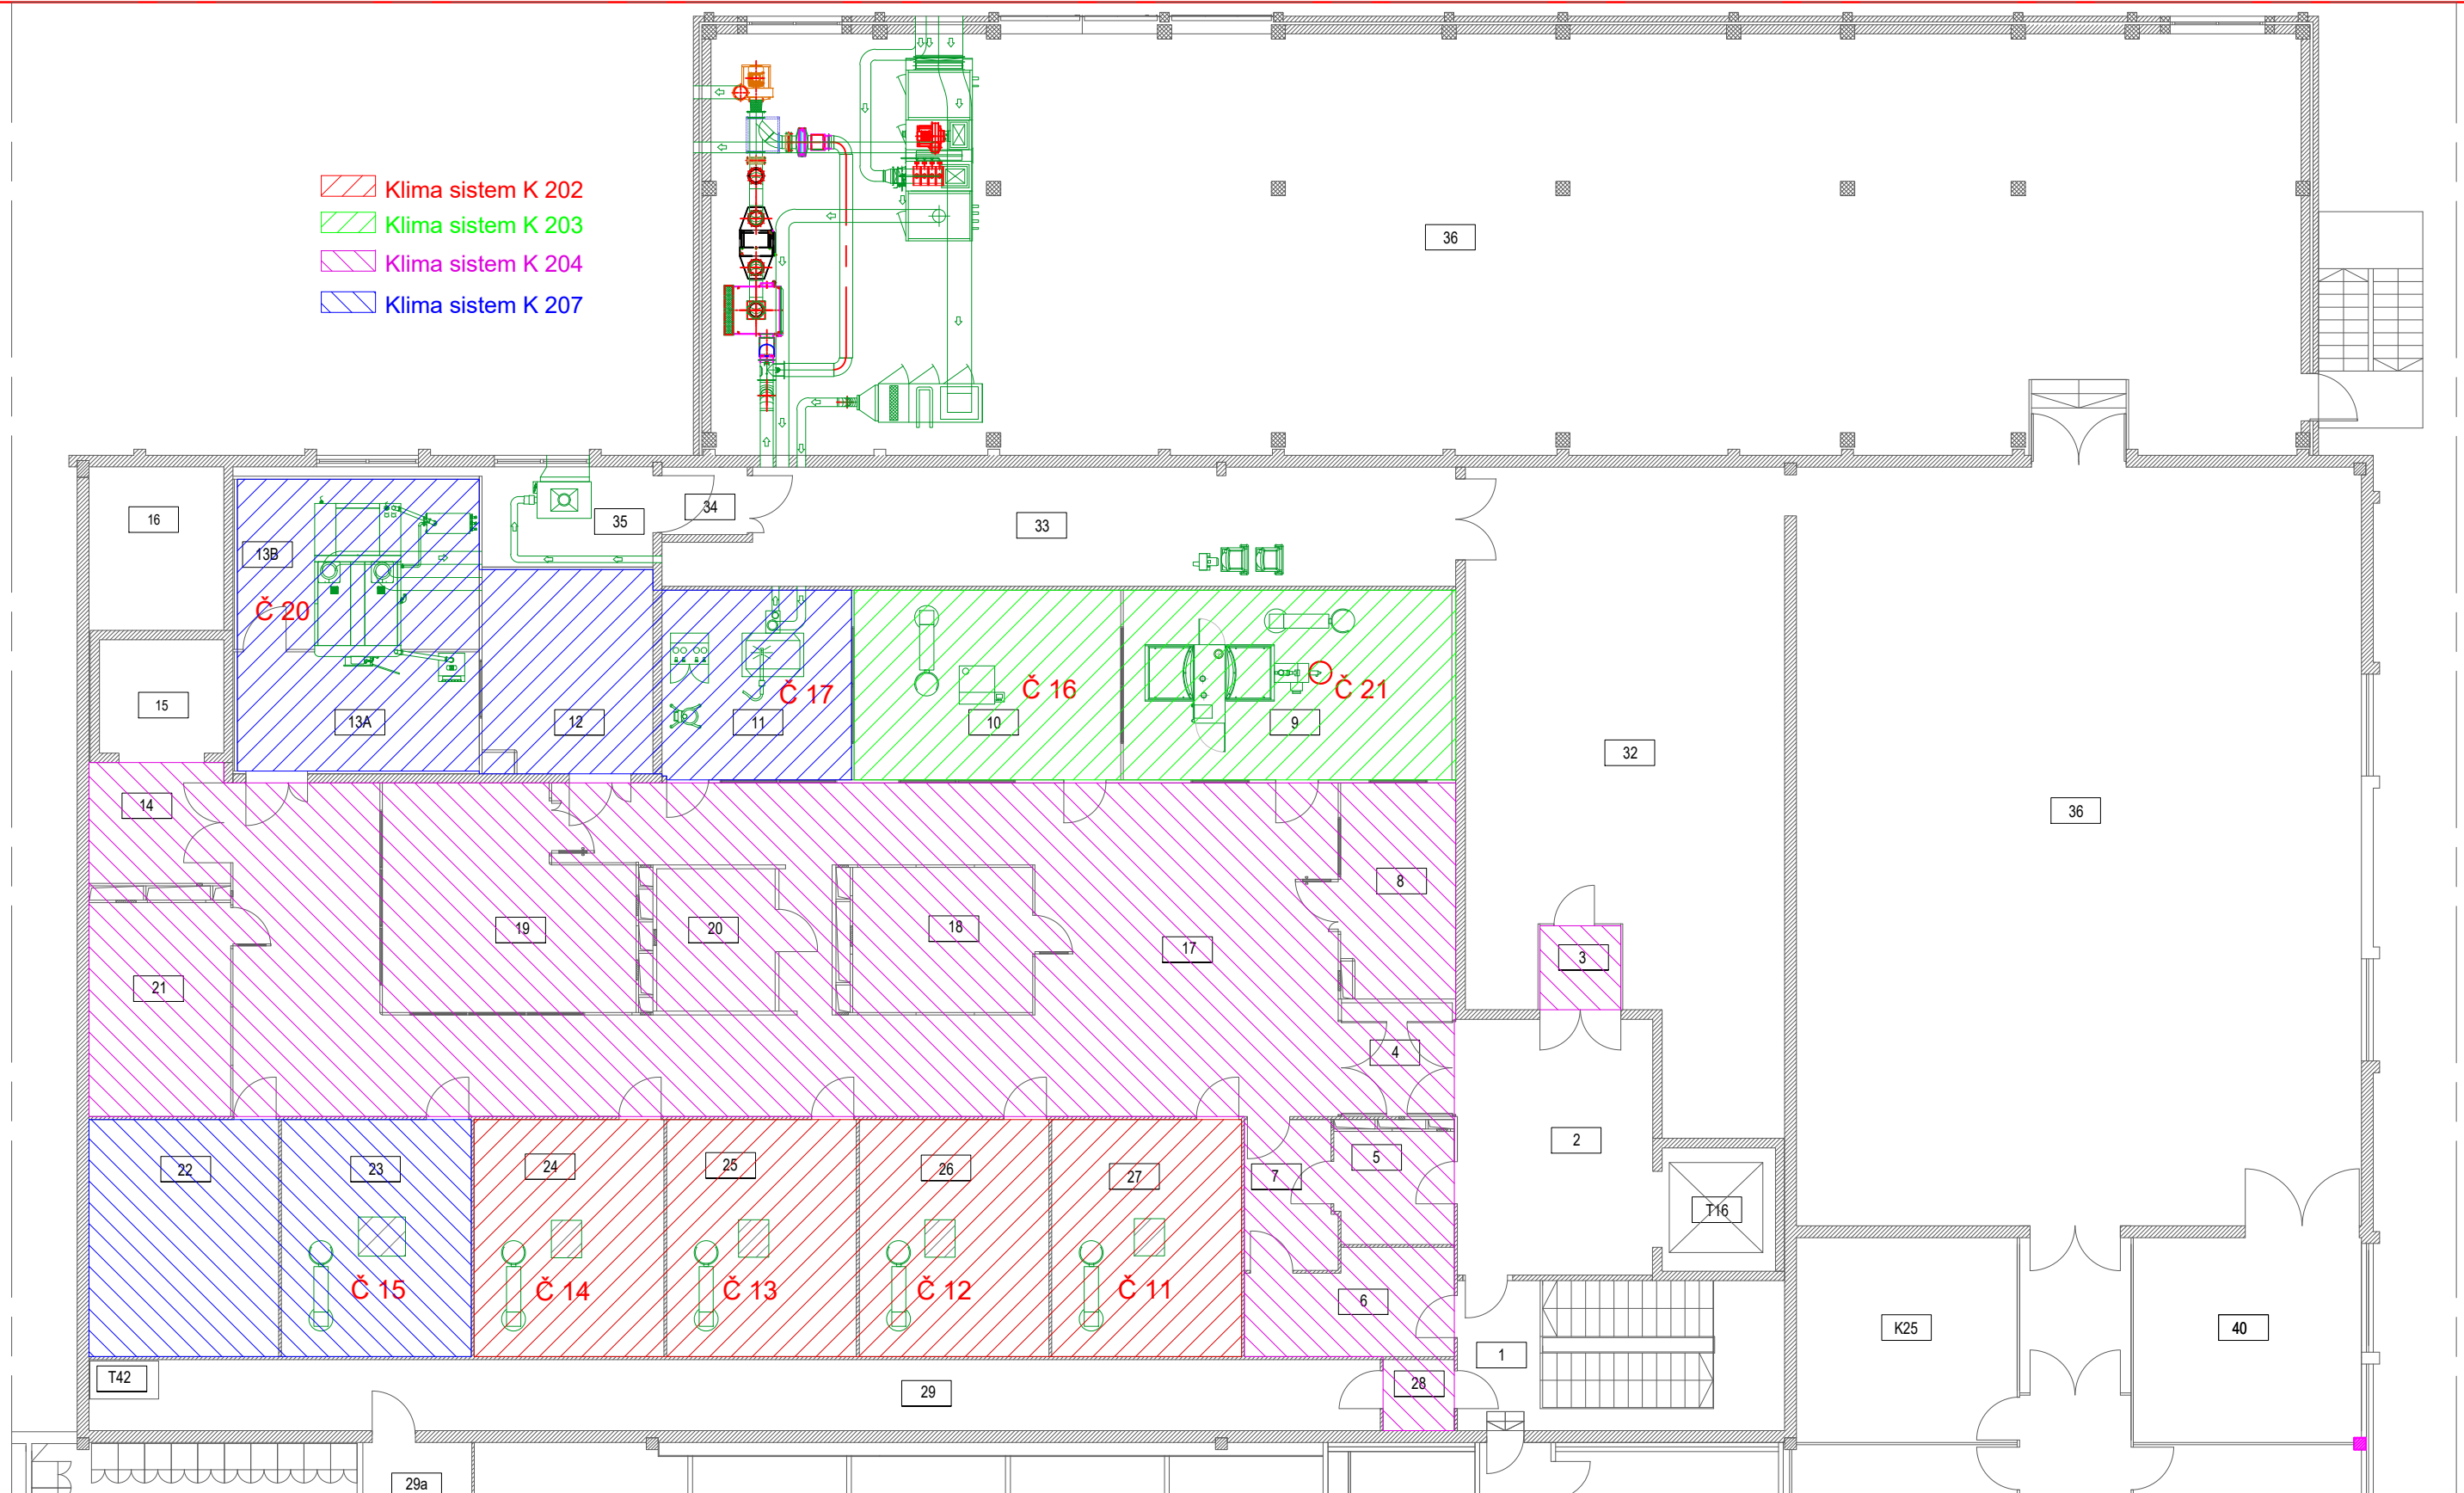 Klima sistem K 202
Klima sistem K 203
Klima sistem K 204
Klima sistem K 207
36
16
35
34
33
13B
Č 20
15
13A
12
11
Č 17
10
Č 16
9
Č 21
32
36
14
8
19
20
18
17
3
21
4
2
22
23
24
25
26
27
7
5
T16
Č 15
Č 14
Č 13
Č 12
Č 11
6
K25
40
1
T42
29
28
29a